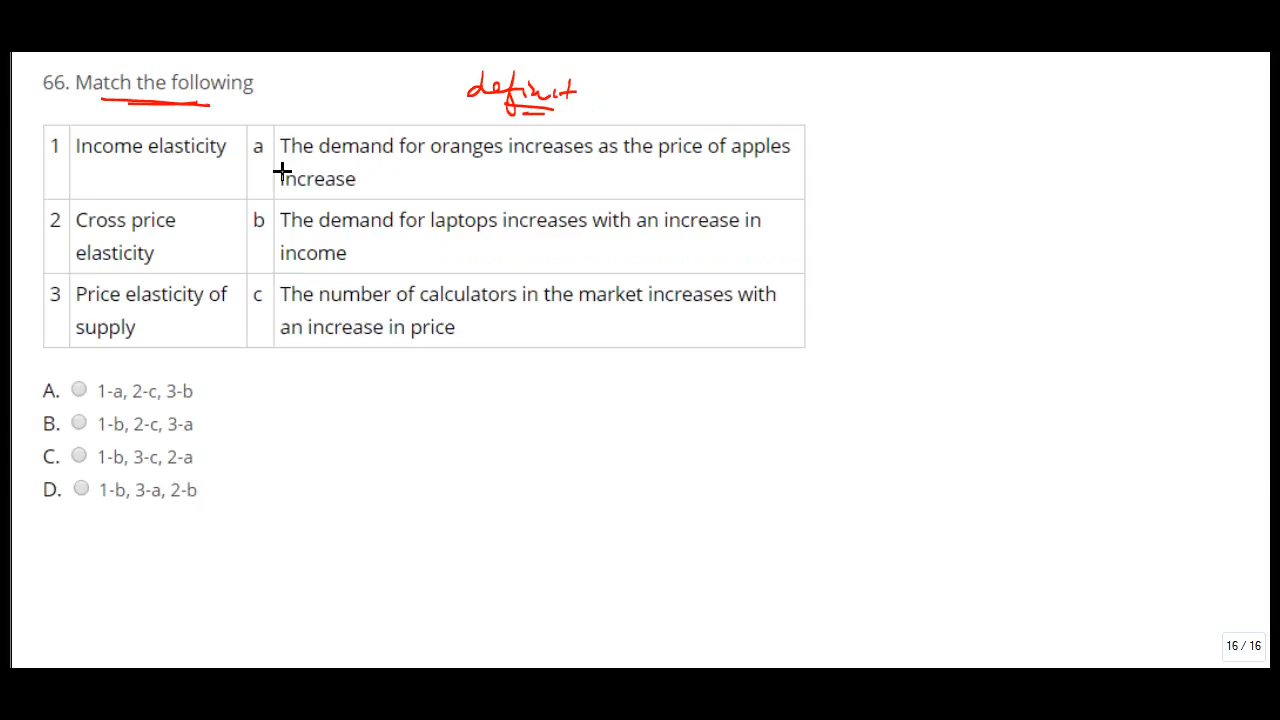 66. Match the following
definit
1 Income elasticity a The demand for oranges increases as the price of apples
increase
2 Cross price b The demand for laptops increases with an increase in
elasticity income
3 Price elasticity of c The number of calculators in the market increases with
supply an increase in price
A. 1-a, 2-c, 3-b
B. 1-b, 2-c, 3-a
C. 1-b, 3-c, 2-a
D. 1-b, 3-a, 2-b
16 / 16